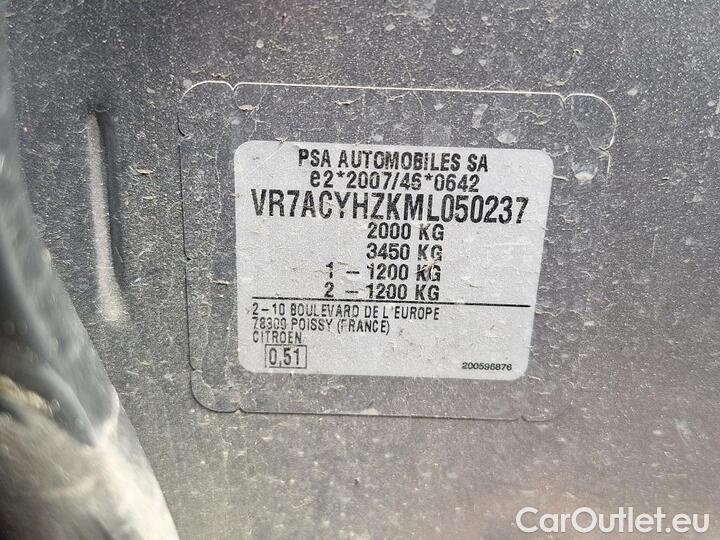 PSA AUTOMOBILES SA
e2*2007/46*0642
VR7ACYHZKML050237
2000 KG
3450 KG
1 - 1200 KG
2 - 1200 KG
2-10 BOULEVARD DE L'EUROPE
78300 POISSY (FRANCE)
CITROEN
0,51
200596876
CarOutlet.eu